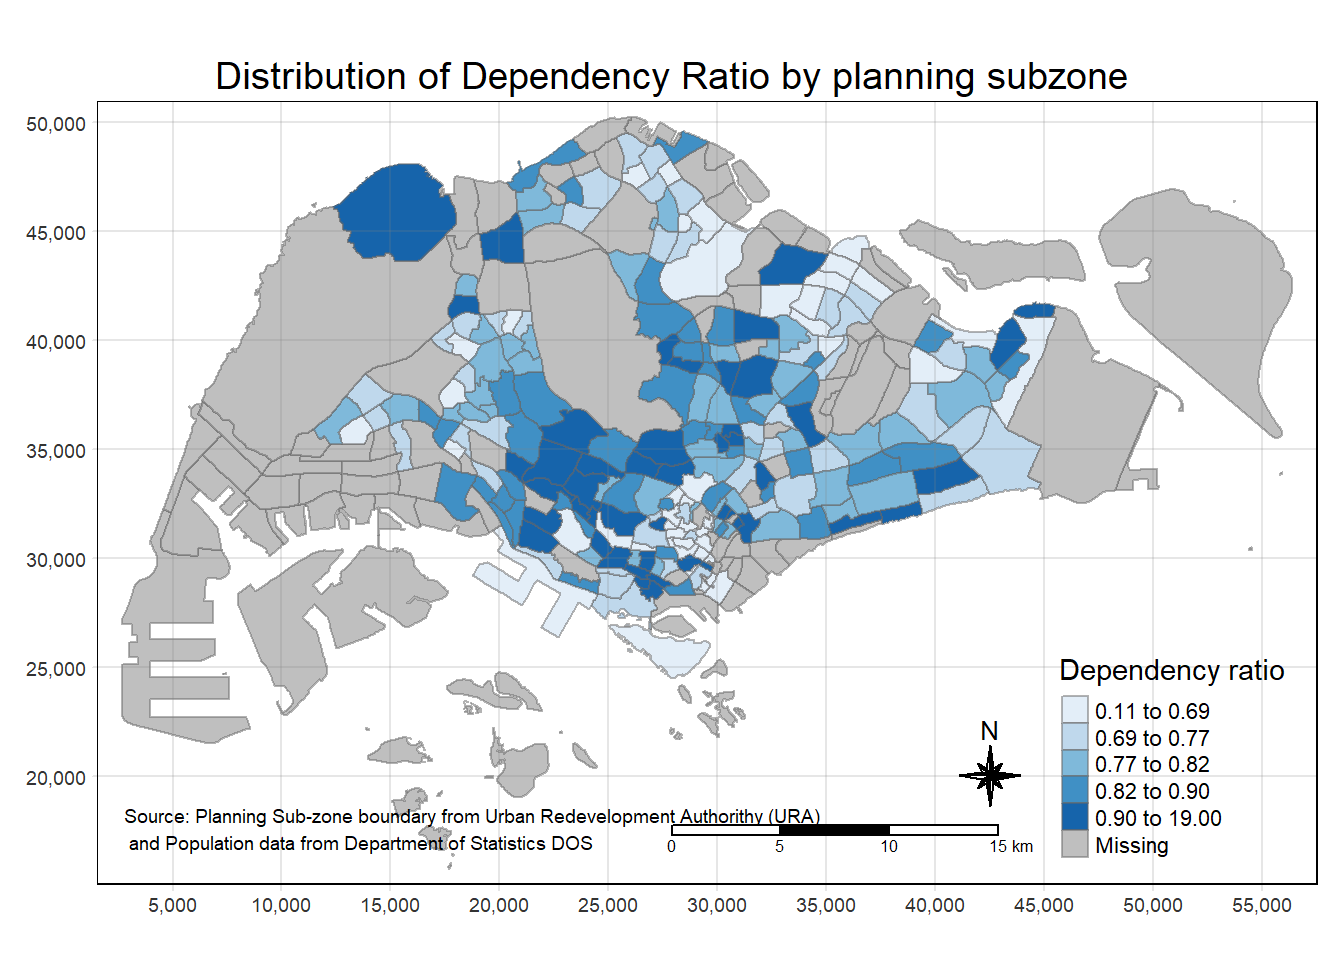 Distribution of Dependency Ratio by planning subzone
50,000
45,000
40,000
35,000
30,000
25,000
20,000
Dependency ratio
0.11 to 0.69
0.69 to 0.77
0.77 to 0.82
0.82 to 0.90
0.90 to 19.00
Missing
N
Source: Planning Sub-zone boundary from Urban Redevelopment Authorithy (URA)
and Population data from Department of Statistics DOS
0 5 10 15 km
5,000 10,000 15,000 20,000 25,000 30,000 35,000 40,000 45,000 50,000 55,000